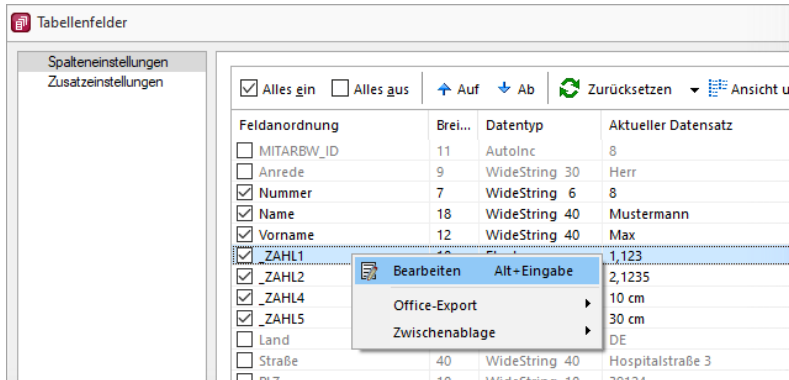 Tabellenfelder
Spalteneinstellungen
Zusatzeinstellungen
Alles ein Alles aus Auf Ab Zurücksetzen Ansicht u
Feldanordnung Brei... Datentyp Aktueller Datensatz
MITARBW_ID 11 AutoInc 8
Anrede 9 WideString 30 Herr
Nummer 7 WideString 6 8
Name 18 WideString 40 Mustermann
Vorname 12 WideString 40 Max
_ZAHL1 1,123
_ZAHL2 2,1235
_ZAHL4 10 cm
_ZAHL5 30 cm
Land DE
Straße 40 WideString 40 Hospitalstraße 3
Bearbeiten Alt+Eingabe
Office-Export
Zwischenablage